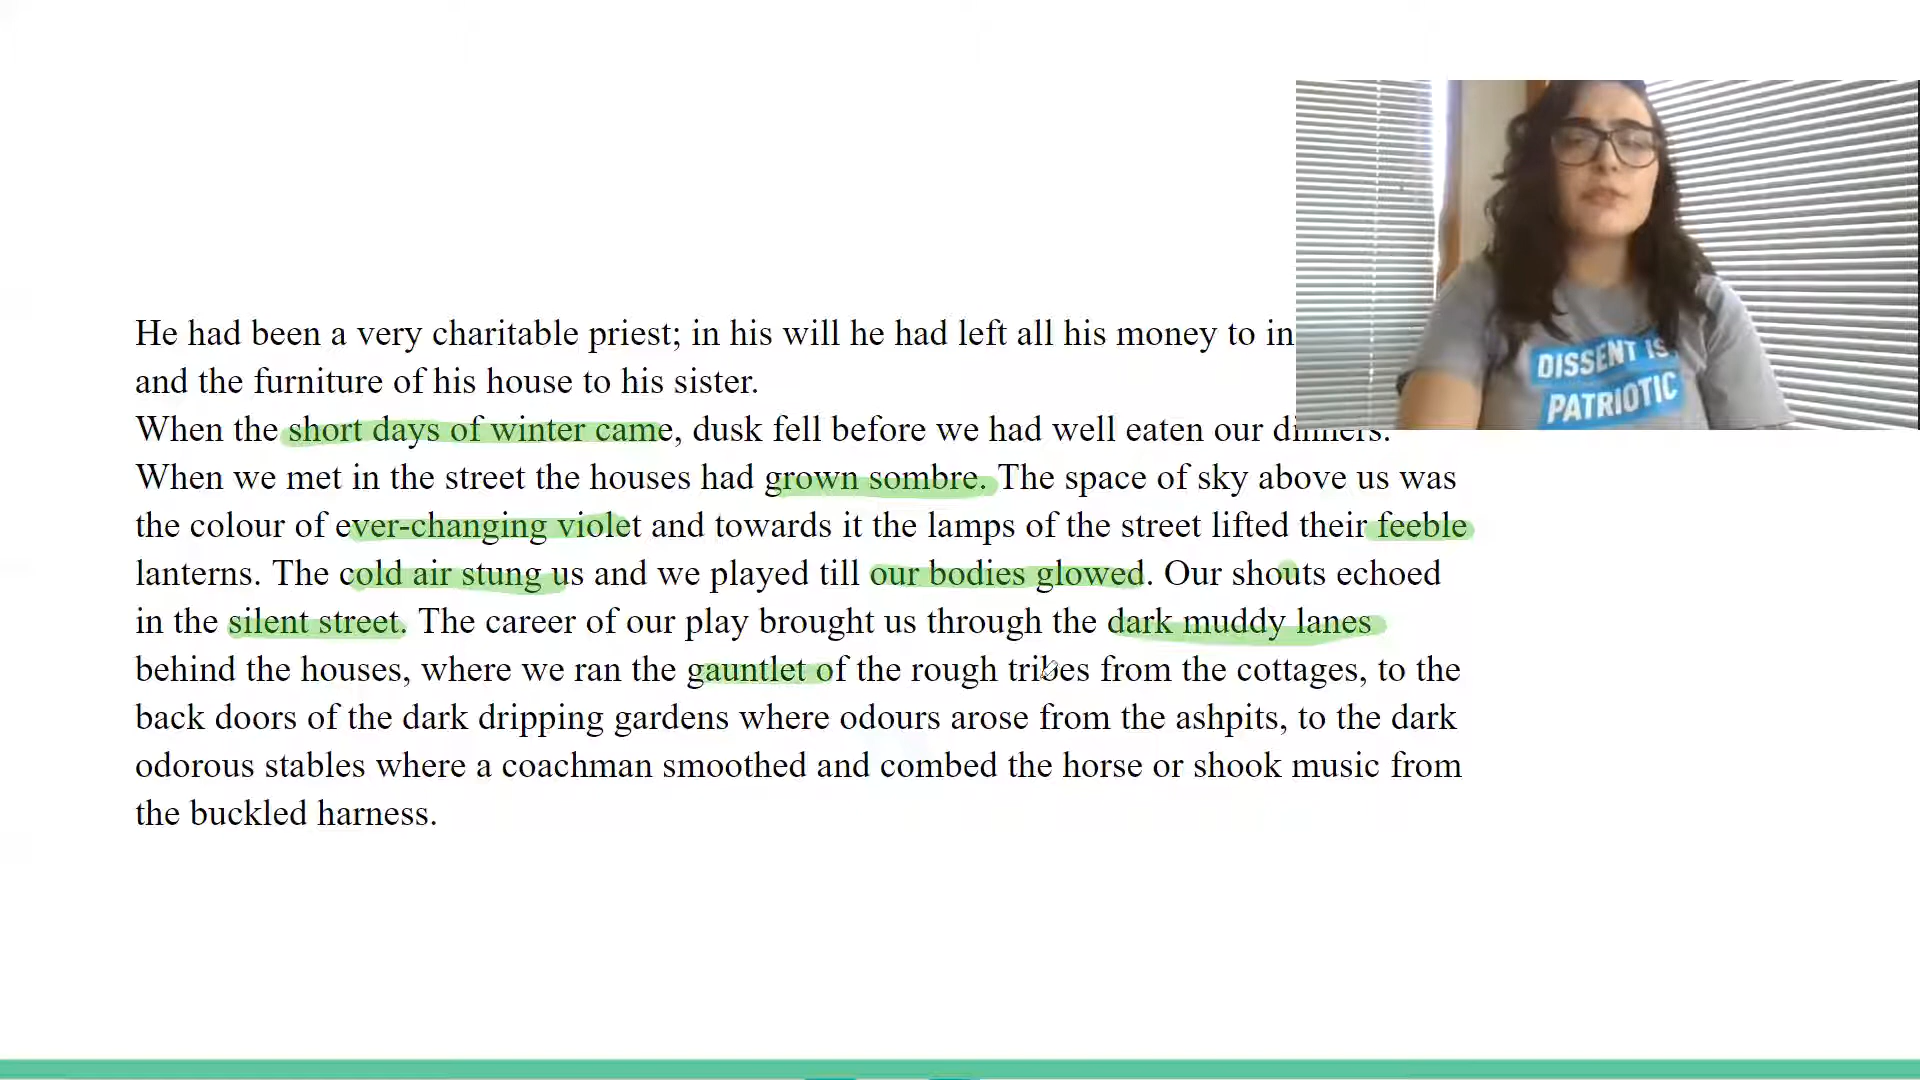 He had been a very charitable priest; in his will he had left all his money to in
and the furniture of his house to his sister.
When the short days of winter came, dusk fell before we had well eaten our dinners.
When we met in the street the houses had grown sombre. The space of sky above us was
the colour of ever-changing violet and towards it the lamps of the street lifted their feeble
lanterns. The cold air stung us and we played till our bodies glowed. Our shouts echoed
in the silent street. The career of our play brought us through the dark muddy lanes
behind the houses, where we ran the gauntlet of the rough tribes from the cottages, to the
back doors of the dark dripping gardens where odours arose from the ashpits, to the dark
odorous stables where a coachman smoothed and combed the horse or shook music from
the buckled harness.
DISSENT IS
PATRIOTIC